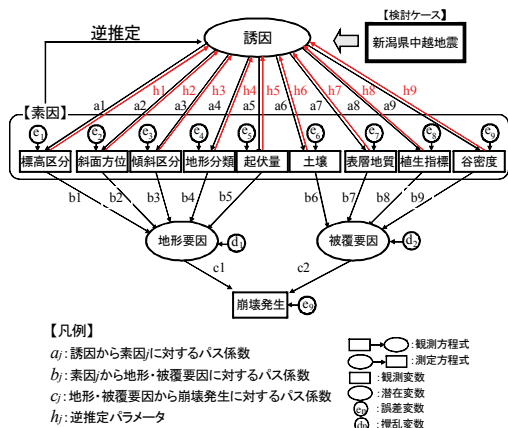 【検討ケース】
逆推定
誘因
新潟県中越地震
【素因】
h1 h2 h3 h4 h5 h6 h7 h8 h9
a1 a2 a3 a4 a5 a6 a7 a8 a9
e1 e2 e3 e4 e5 e6 e7 e8 e9
標高区分 斜面方位 傾斜区分 地形分類 起伏量 土壌 表層地質 植生指標 谷密度
b1 b2 b3 b4 b5 b6 b7 b8 b9
地形要因 d1 被覆要因 d2
c1 c2
崩壊発生 e9
【凡例】
aj:誘因から素因jに対するパス係数
bj:素因jから地形・被覆要因に対するパス係数
cj:地形・被覆要因から崩壊発生に対するパス係数
hj:逆推定パラメータ
:観測方程式
:測定方程式
:観測変数
:潜在変数
en:誤差変数
dn:攪乱変数